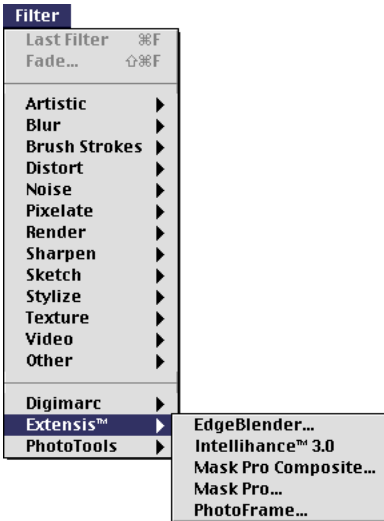 Filter
Last Filter ⌘F
Fade... ⇧⌘F
Artistic
Blur
Brush Strokes
Distort
Noise
Pixelate
Render
Sharpen
Sketch
Stylize
Texture
Video
Other
Digimarc
Extensis™
PhotoTools
EdgeBlender...
Intellihance™ 3.0
Mask Pro Composite...
Mask Pro...
PhotoFrame...